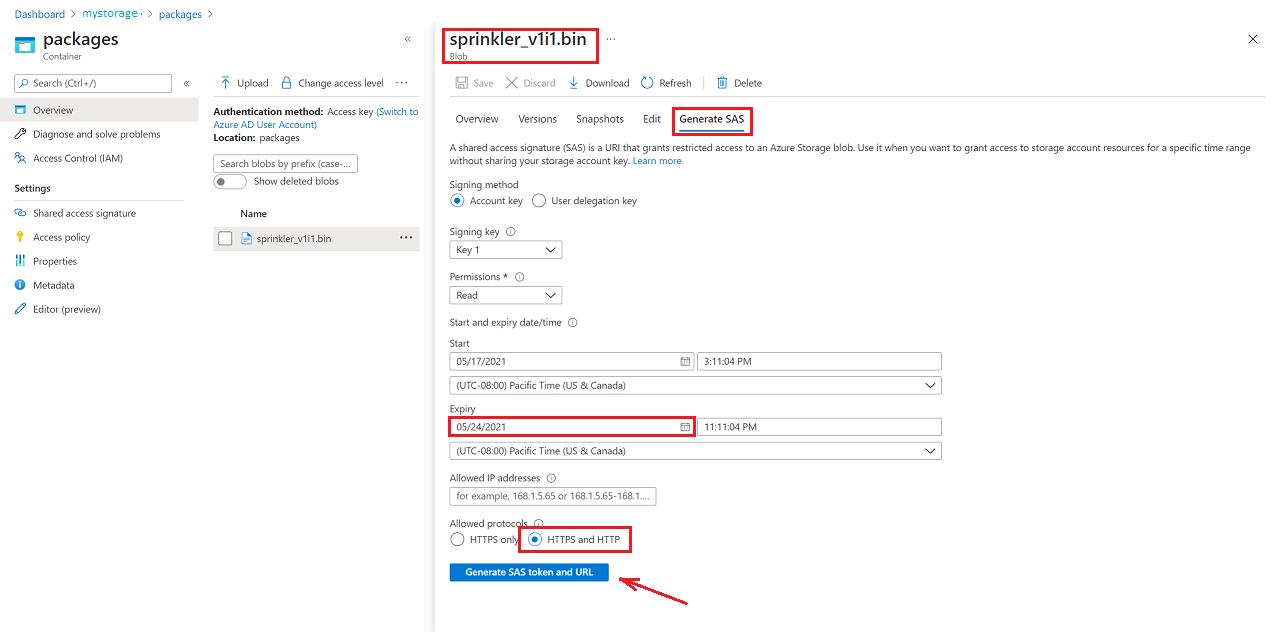 Dashboard > mystorage > packages >
packages
Container
«
Search (Ctrl+/)
«
Overview
Diagnose and solve problems
Access Control (IAM)
Settings
Shared access signature
Access policy
Properties
Metadata
Editor (preview)
Upload
Change access level
...
Authentication method: Access key (Switch to
Azure AD User Account)
Location: packages
Search blobs by prefix (case-...
Show deleted blobs
Name
sprinkler_v1i1.bin
...
sprinkler_v1i1.bin ...
Blob
Save
Discard
Download
Refresh
Delete
Overview
Versions
Snapshots
Edit
Generate SAS
A shared access signature (SAS) is a URI that grants restricted access to an Azure Storage blob. Use it when you want to grant access to storage account resources for a specific time range
without sharing your storage account key. Learn more
Signing method
Account key
User delegation key
Signing key
Key 1
Permissions *
Read
Start and expiry date/time
Start
05/17/2021
3:11:04 PM
(UTC-08:00) Pacific Time (US & Canada)
Expiry
05/24/2021
11:11:04 PM
(UTC-08:00) Pacific Time (US & Canada)
Allowed IP addresses
for example, 168.1.5.65 or 168.1.5.65-168.1....
Allowed protocols
HTTPS only
HTTPS and HTTP
Generate SAS token and URL